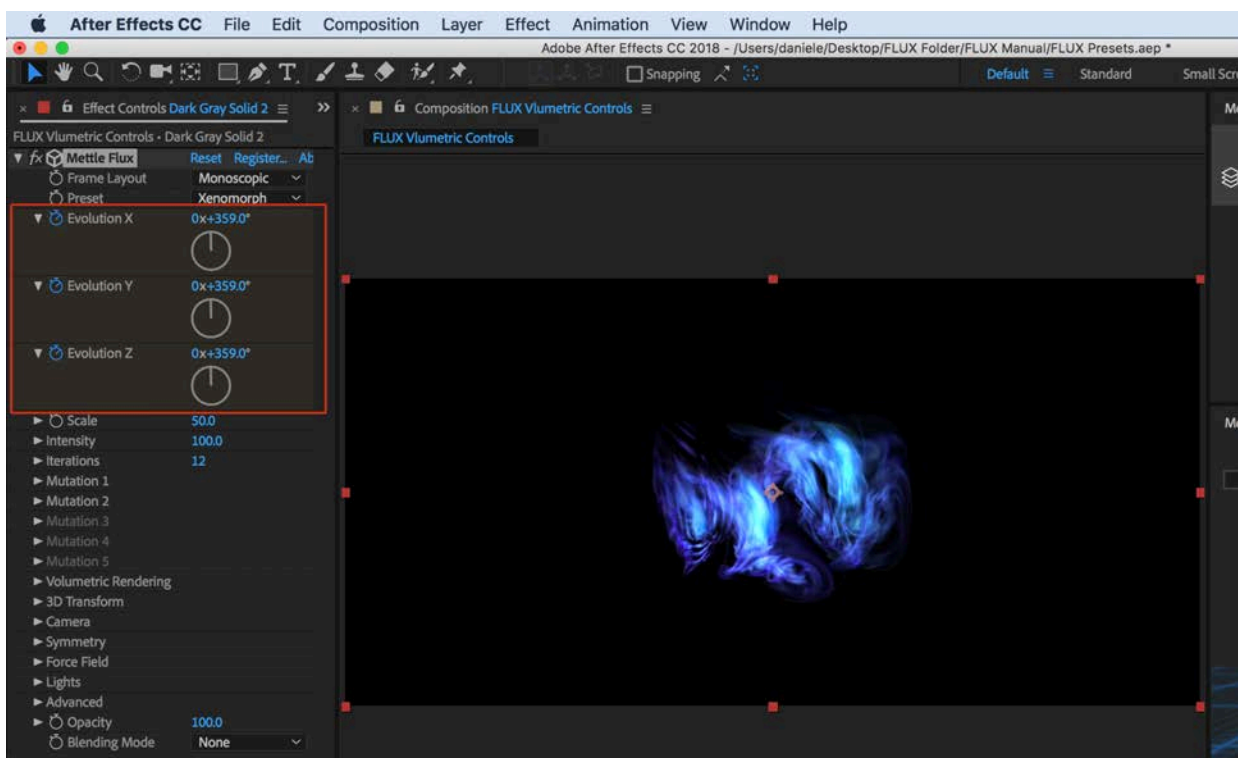 After Effects CC File Edit Composition Layer Effect Animation View Window Help
Adobe After Effects CC 2018 - /Users/daniele/Desktop/FLUX Folder/FLUX Manual/FLUX Presets.aep *
Snapping Default Standard Small Scr
Effect Controls Dark Gray Solid 2
Composition FLUX Vlumetric Controls
FLUX Vlumetric Controls • Dark Gray Solid 2
FLUX Vlumetric Controls
fx Mettle Flux Reset Register... Ab
Frame Layout Monoscopic
Preset Xenomorph
Evolution X 0x+359.0°
Evolution Y 0x+359.0°
Evolution Z 0x+359.0°
Scale 50.0
Intensity 100.0
Iterations 12
Mutation 1
Mutation 2
Mutation 3
Mutation 4
Mutation 5
Volumetric Rendering
3D Transform
Camera
Symmetry
Force Field
Lights
Advanced
Opacity 100.0
Blending Mode None